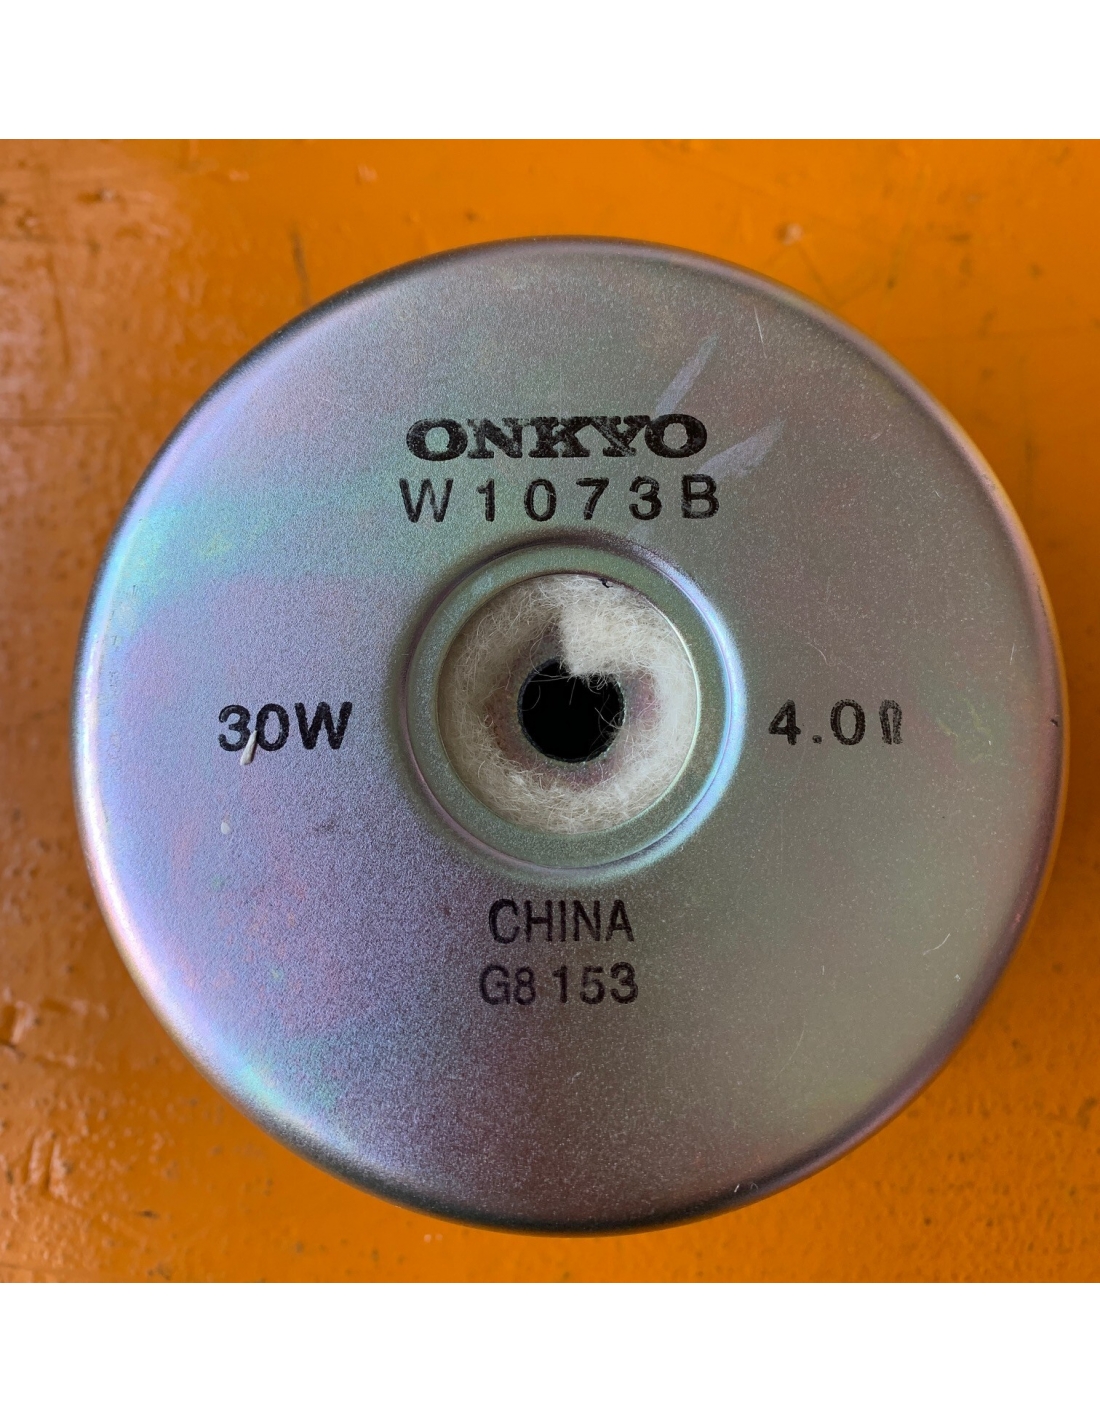 ONKYO
W1073B
30W 4.0Ω
CHINA
G8 153